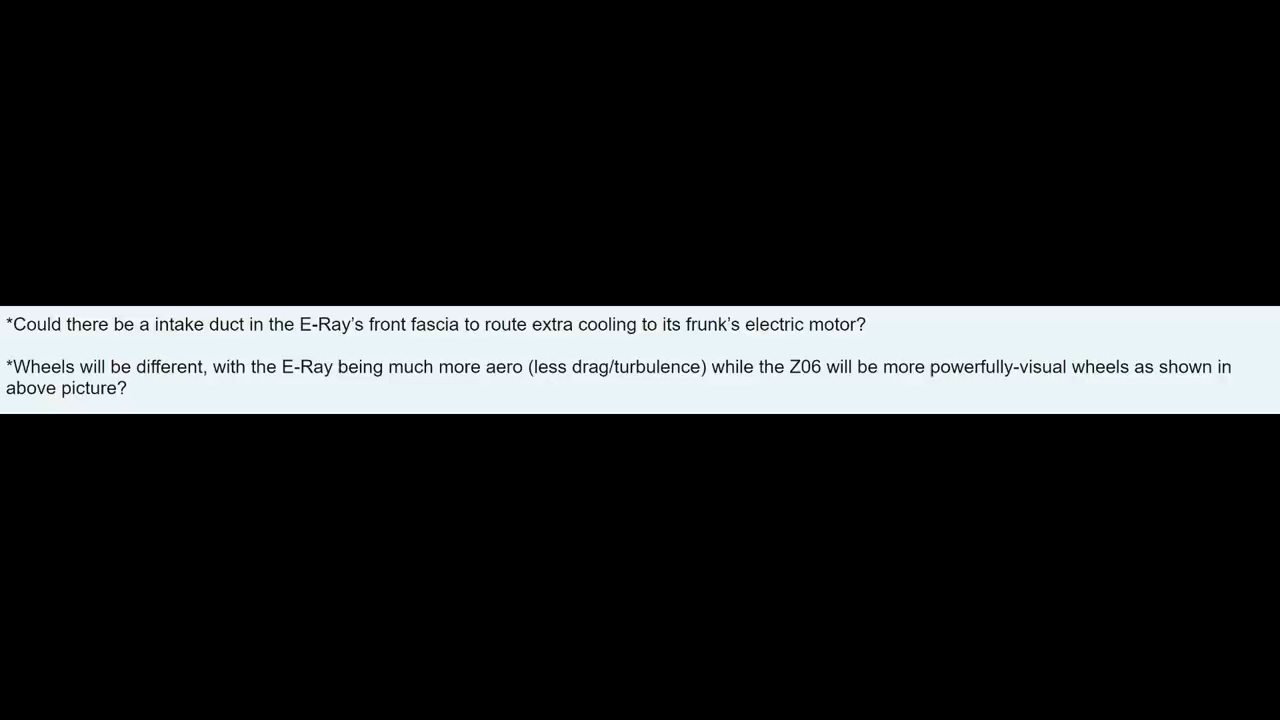 *Could there be a intake duct in the E-Ray’s front fascia to route extra cooling to its frunk’s electric motor?
*Wheels will be different, with the E-Ray being much more aero (less drag/turbulence) while the Z06 will be more powerfully-visual wheels as shown in
above picture?